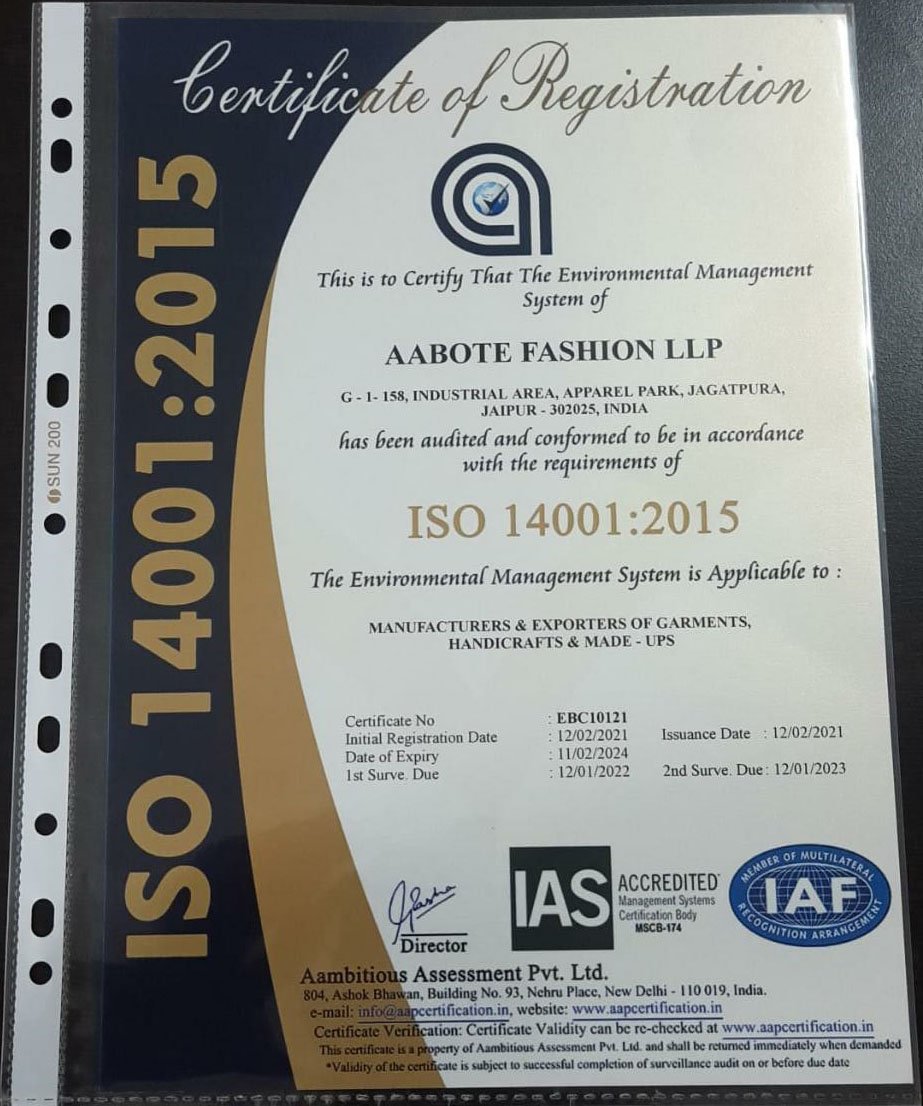 Certificate of Registration
ISO 14001:2015
SUN 200
This is to Certify That The Environmental Management
System of
AABOTE FASHION LLP
G - 1- 158, INDUSTRIAL AREA, APPAREL PARK, JAGATPURA,
JAIPUR - 302025, INDIA
has been audited and conformed to be in accordance
with the requirements of
ISO 14001:2015
The Environmental Management System is Applicable to :
MANUFACTURERS & EXPORTERS OF GARMENTS,
HANDICRAFTS & MADE - UPS
Certificate No : EBC10121
Initial Registration Date : 12/02/2021 Issuance Date : 12/02/2021
Date of Expiry : 11/02/2024
1st Surve. Due : 12/01/2022 2nd Surve. Due : 12/01/2023
Director
IAS
ACCREDITED
Management Systems
Certification Body
MSCB-174
MEMBER OF MULTILATERAL
IAF
RECOGNITION ARRANGEMENT
Aambitious Assessment Pvt. Ltd.
804, Ashok Bhawan, Building No. 93, Nehru Place, New Delhi - 110 019, India.
e-mail: info@aapcertification.in, website: www.aapcertification.in
Certificate Verification: Certificate Validity can be re-checked at www.aapcertification.in
This certificate is a property of Aambitious Assessment Pvt. Ltd. and shall be returned immediately when demanded
*Validity of the certificate is subject to successful completion of surveillance audit on or before due date